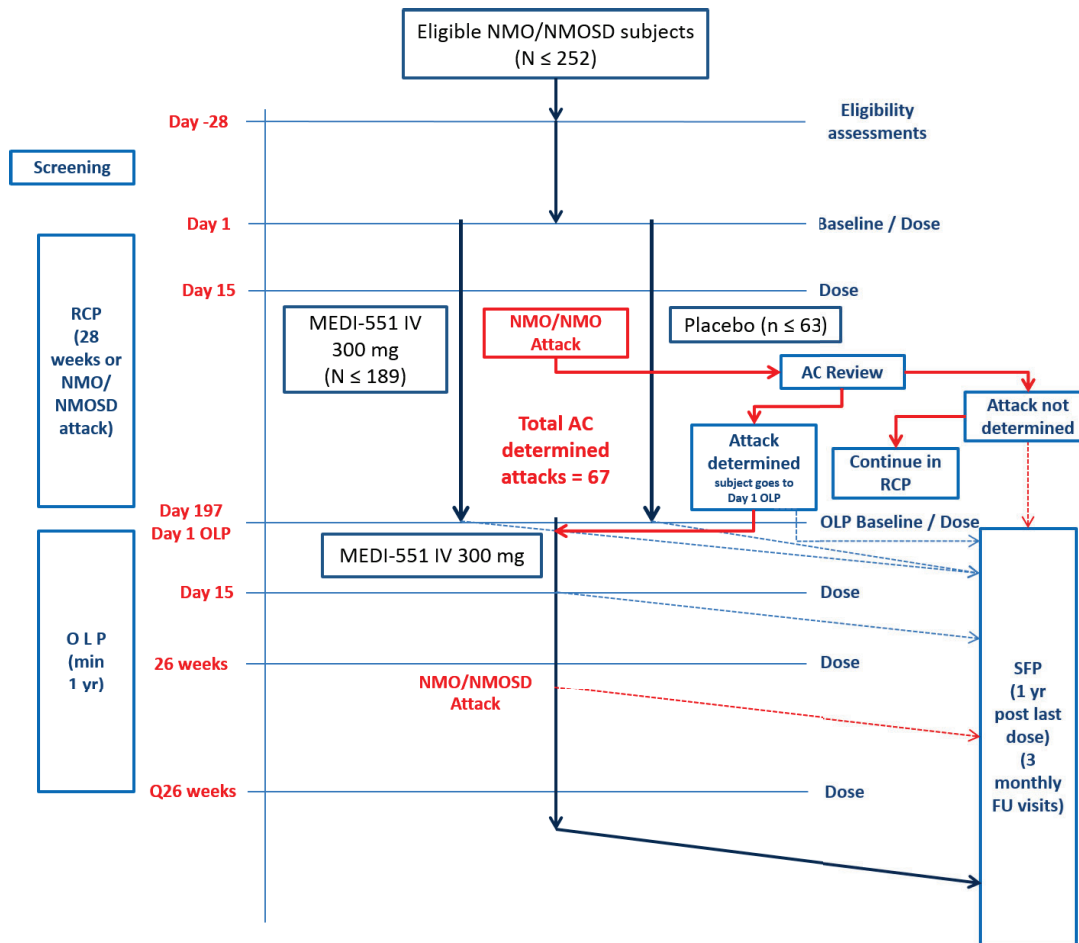 Eligible NMO/NMOSD subjects
(N ≤ 252)
Day -28
Eligibility
assessments
Screening
Day 1
Baseline / Dose
Day 15
Dose
RCP
(28
weeks or
NMO/
NMOSD
attack)
MEDI-551 IV
300 mg
(N ≤ 189)
NMO/NMO
Attack
Placebo (n ≤ 63)
AC Review
Attack not
determined
Total AC
determined
attacks = 67
Attack
determined
subject goes to
Day 1 OLP
Continue in
RCP
Day 197
Day 1 OLP
OLP Baseline / Dose
MEDI-551 IV 300 mg
Day 15
Dose
O L P
(min
1 yr)
26 weeks
Dose
NMO/NMOSD
Attack
SFP
(1 yr
post last
dose)
(3
monthly
FU visits)
Q26 weeks
Dose